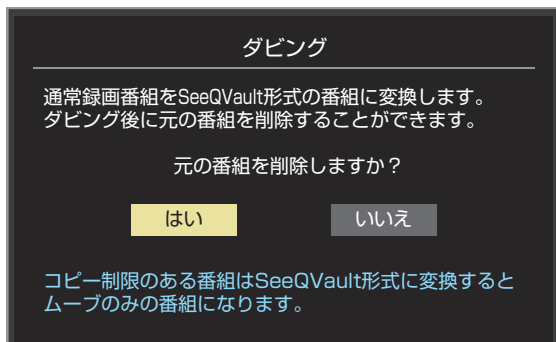 ダビング
通常録画番組をSeeQVault形式の番組に変換します。
ダビング後に元の番組を削除することができます。
元の番組を削除しますか？
はい いいえ
コピー制限のある番組はSeeQVault形式に変換すると
ムーブのみの番組になります。